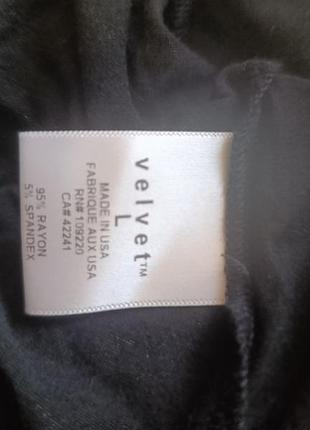 velvet™
L
MADE IN USA
FABRIQUE AUX USA
RN# 109220
CA# 42241
95% RAYON
5% SPANDEX